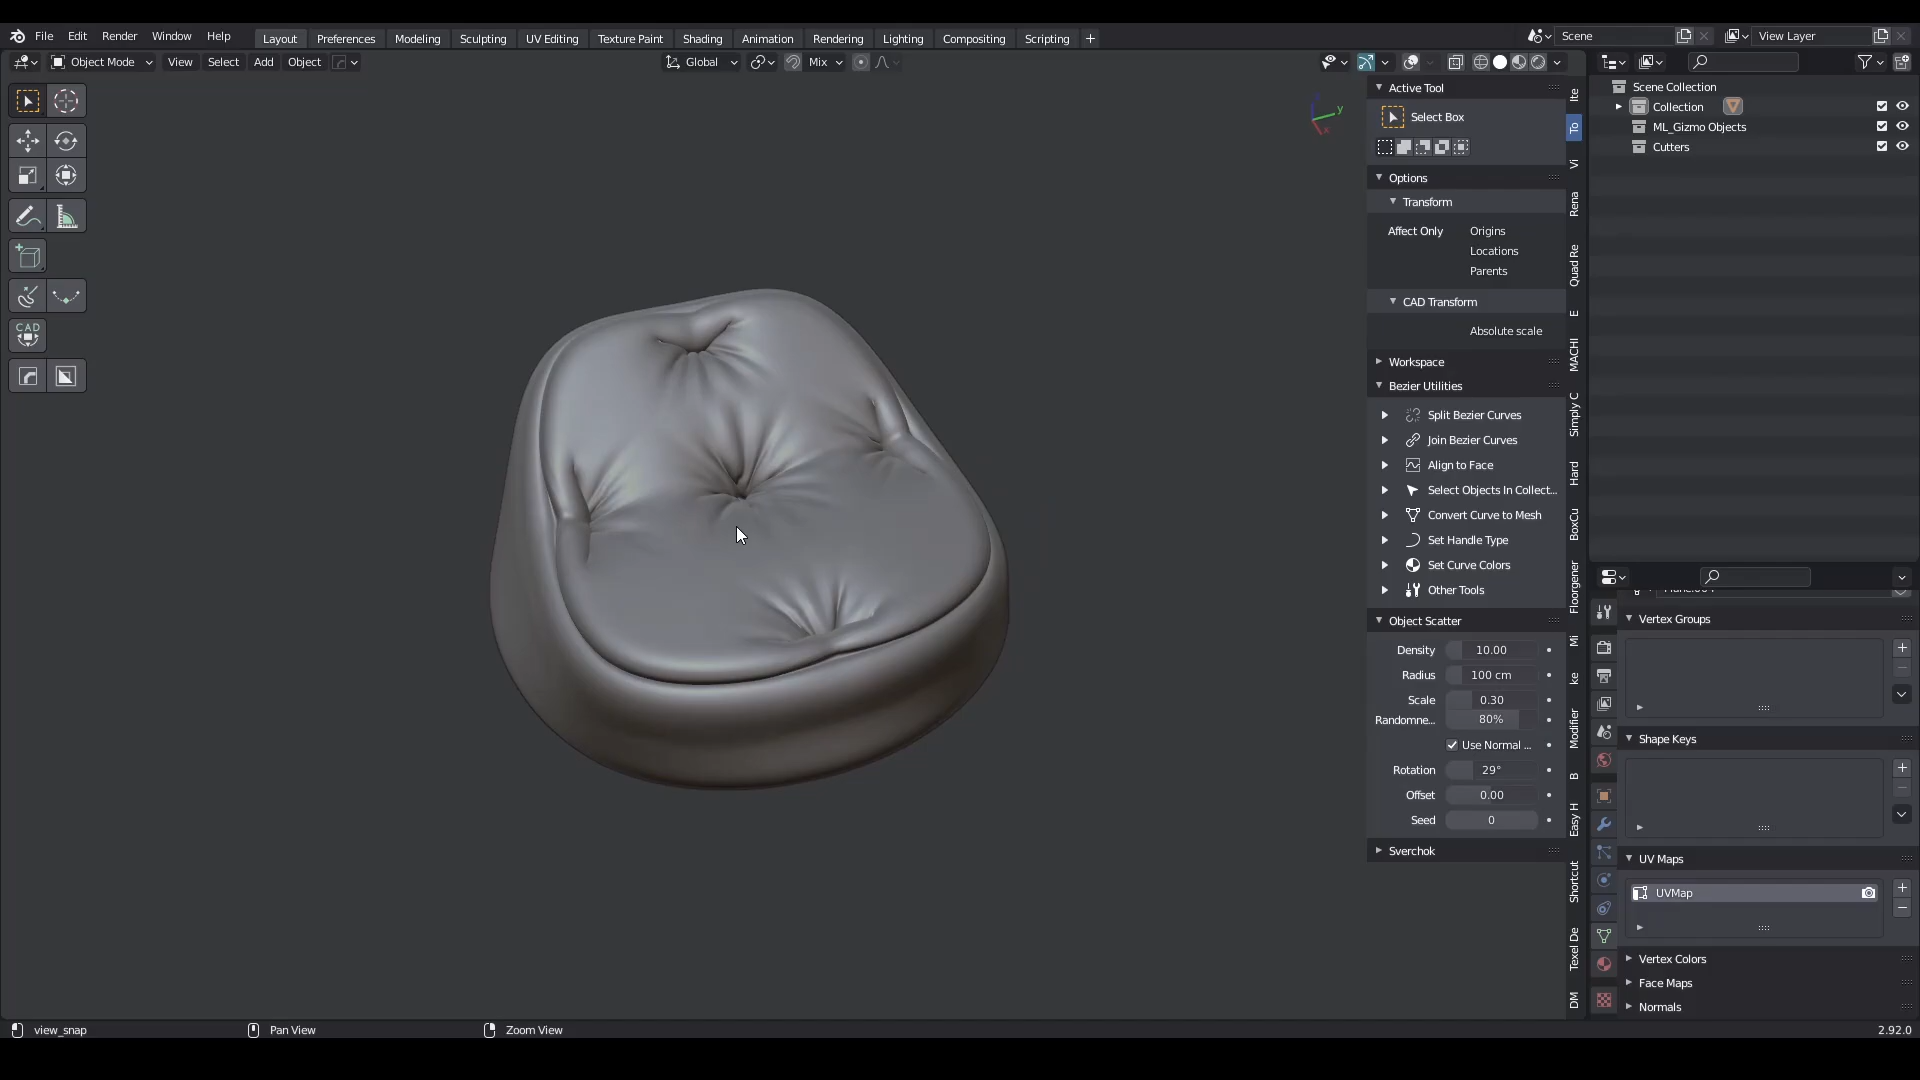 File Edit Render Window Help Layout Preferences Modeling Sculpting UV Editing Texture Paint Shading Animation Rendering Lighting Compositing Scripting + Scene View Layer
Object Mode View Select Add Object Global Mix
Active Tool
Select Box
Options
Transform
Affect Only Origins
Locations
Parents
CAD Transform
Absolute scale
Workspace
Bezier Utilities
Split Bezier Curves
Join Bezier Curves
Align to Face
Select Objects In Collect...
Convert Curve to Mesh
Set Handle Type
Set Curve Colors
Other Tools
Object Scatter
Density 10.00
Radius 100 cm
Scale 0.30
Randomne... 80%
Use Normal ...
Rotation 29°
Offset 0.00
Seed 0
Sverchok
CAD
y
Ite
To
Vi
Rena
Quad Re
E
MACHI
Simply C
Hard
BoxCu
Floorgener
Mi
ke
Modifier
B
Easy H
Shortcut
Texel De
DM
Scene Collection
Collection
ML_Gizmo Objects
Cutters
Vertex Groups
Shape Keys
UV Maps
UVMap
Vertex Colors
Face Maps
Normals
view_snap Pan View Zoom View 2.92.0